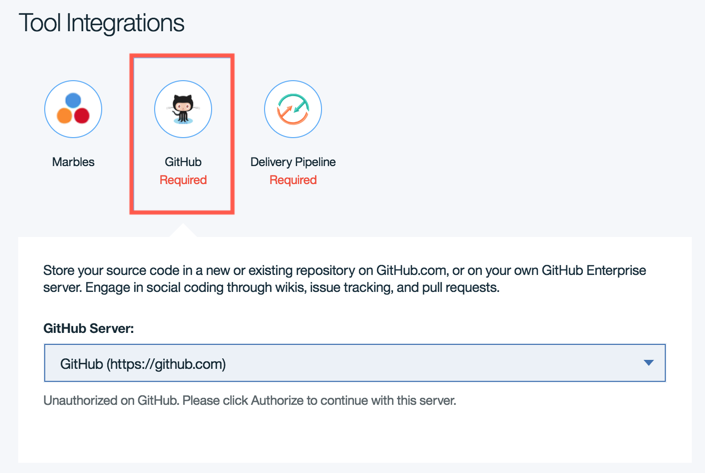 Tool Integrations
Marbles
GitHub
Required
Delivery Pipeline
Required
Store your source code in a new or existing repository on GitHub.com, or on your own GitHub Enterprise
server. Engage in social coding through wikis, issue tracking, and pull requests.
GitHub Server:
GitHub (https://github.com)
Unauthorized on GitHub. Please click Authorize to continue with this server.